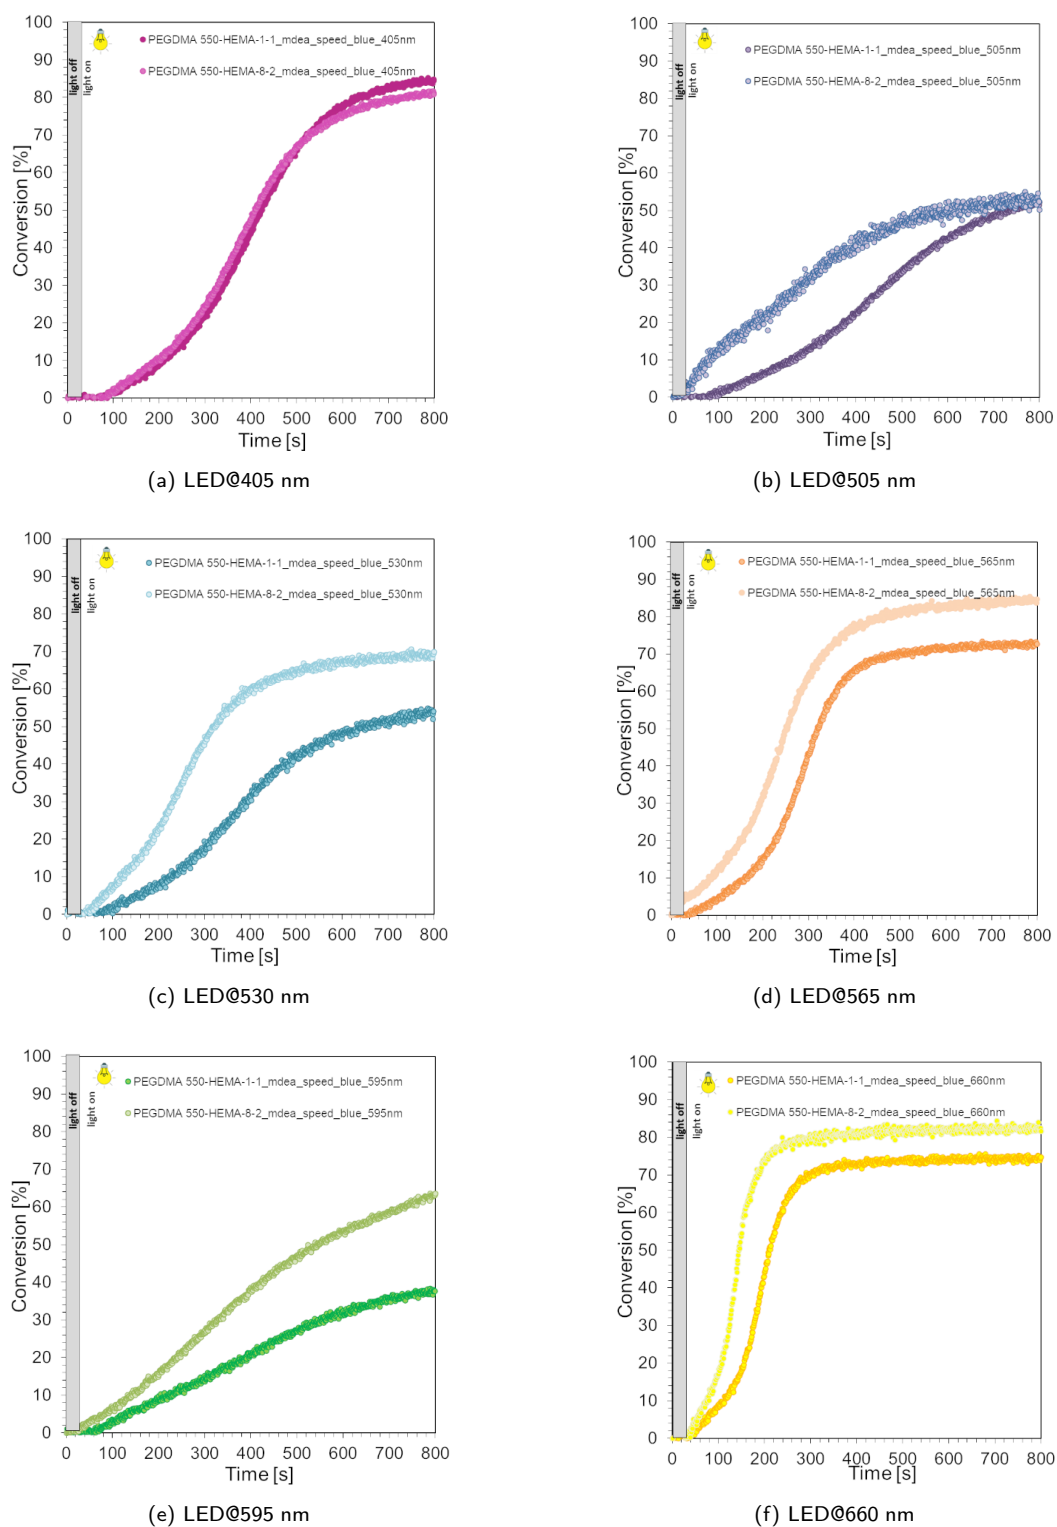 PEGDMA 550-HEMA-1-1_mdea_speed_blue_405nm
PEGDMA 550-HEMA-8-2_mdea_speed_blue_405nm
light off
light on
Conversion [%]
100
90
80
70
60
50
40
30
20
10
0
0 100 200 300 400 500 600 700 800
Time [s]
(a) LED@405 nm
PEGDMA 550-HEMA-1-1_mdea_speed_blue_505nm
PEGDMA 550-HEMA-8-2_mdea_speed_blue_505nm
light off
light on
Conversion [%]
100
90
80
70
60
50
40
30
20
10
0
0 100 200 300 400 500 600 700 800
Time [s]
(b) LED@505 nm
PEGDMA 550-HEMA-1-1_mdea_speed_blue_530nm
PEGDMA 550-HEMA-8-2_mdea_speed_blue_530nm
light off
light on
Conversion [%]
100
90
80
70
60
50
40
30
20
10
0
0 100 200 300 400 500 600 700 800
Time [s]
(c) LED@530 nm
PEGDMA 550-HEMA-1-1_mdea_speed_blue_565nm
PEGDMA 550-HEMA-8-2_mdea_speed_blue_565nm
light off
light on
Conversion [%]
100
90
80
70
60
50
40
30
20
10
0
0 100 200 300 400 500 600 700 800
Time [s]
(d) LED@565 nm
PEGDMA 550-HEMA-1-1_mdea_speed_blue_595nm
PEGDMA 550-HEMA-8-2_mdea_speed_blue_595nm
light off
light on
Conversion [%]
100
90
80
70
60
50
40
30
20
10
0
0 100 200 300 400 500 600 700 800
Time [s]
(e) LED@595 nm
PEGDMA 550-HEMA-1-1_mdea_speed_blue_660nm
PEGDMA 550-HEMA-8-2_mdea_speed_blue_660nm
light off
light on
Conversion [%]
100
90
80
70
60
50
40
30
20
10
0
0 100 200 300 400 500 600 700 800
Time [s]
(f) LED@660 nm